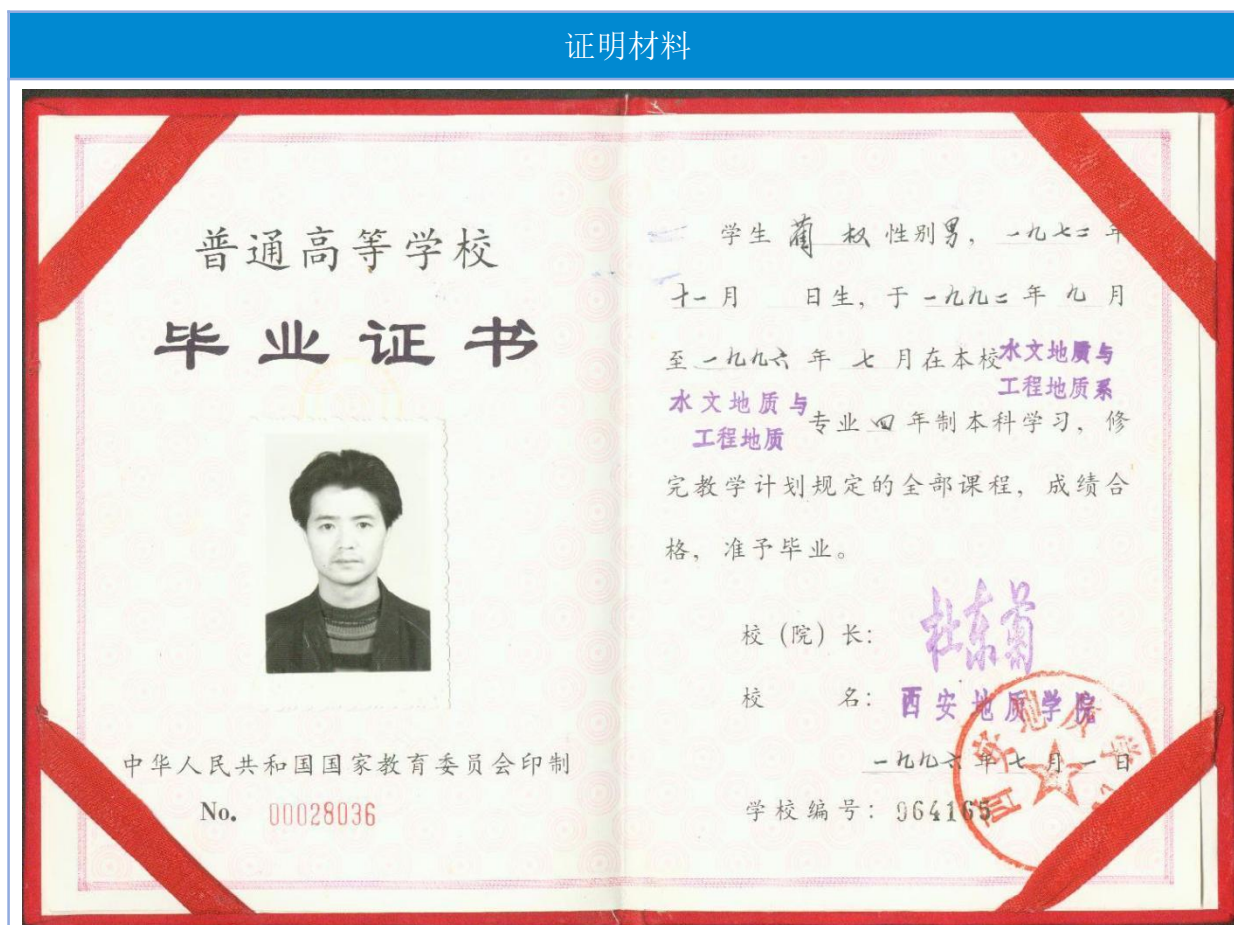 证明材料
普通高等学校
毕业证书
中华人民共和国国家教育委员会印制
No. 00028036
学生 权 性别男，一九七二年
十一月 日生，于一九九二年九月
至一九九六年七月在本校水文地质与工程地质系
水文地质与工程地质专业四年制本科学习，修
完教学计划规定的全部课程，成绩合
格，准予毕业。
校（院）长：杜东菊
校 名：西安地质学院
一九九六年七月一日
学校编号：964165